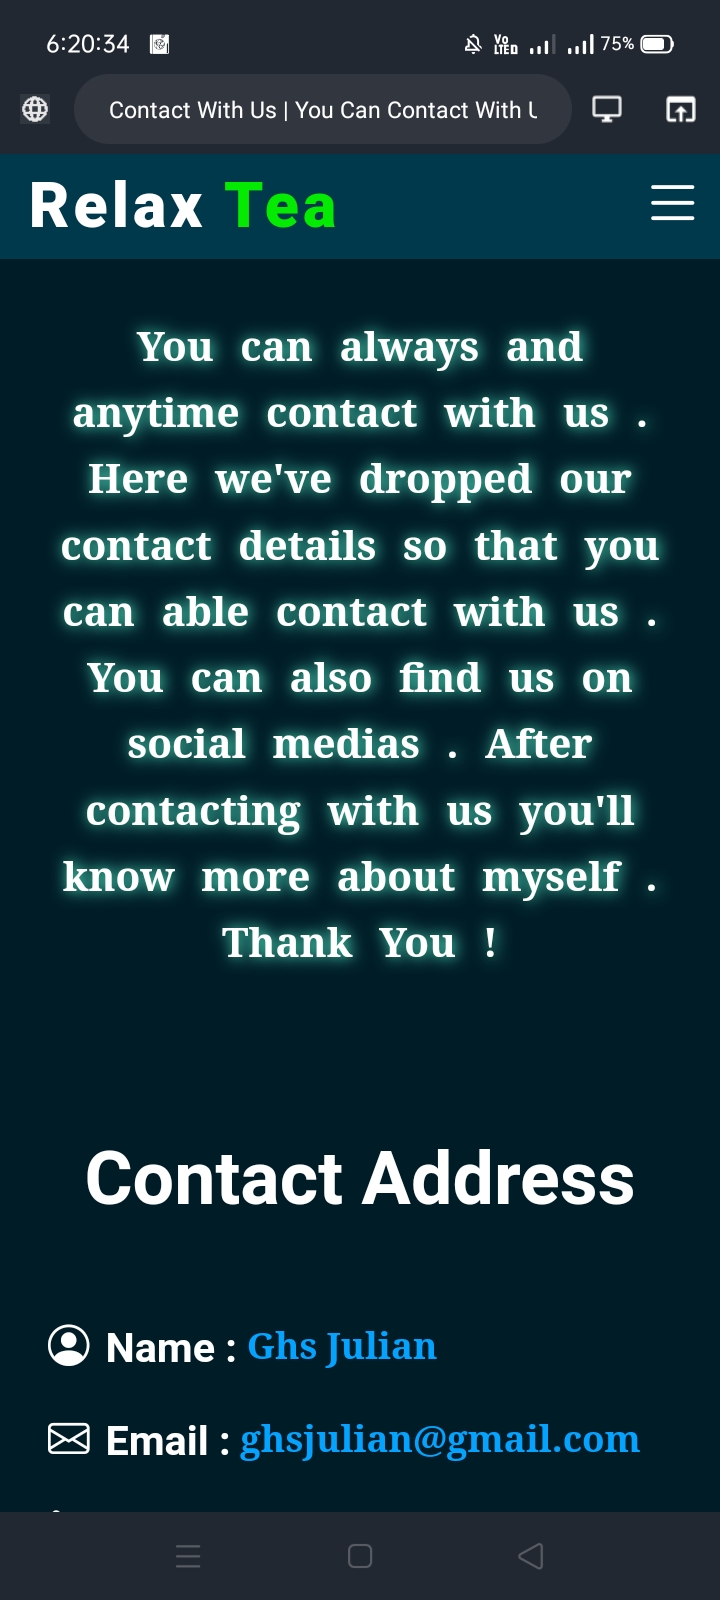 6:20:34
Vo LTED
75%
Contact With Us | You Can Contact With U
Relax Tea
You can always and
anytime contact with us .
Here we've dropped our
contact details so that you
can able contact with us .
You can also find us on
social medias . After
contacting with us you'll
know more about myself .
Thank You !
Contact Address
Name : Ghs Julian
Email : ghsjulian@gmail.com